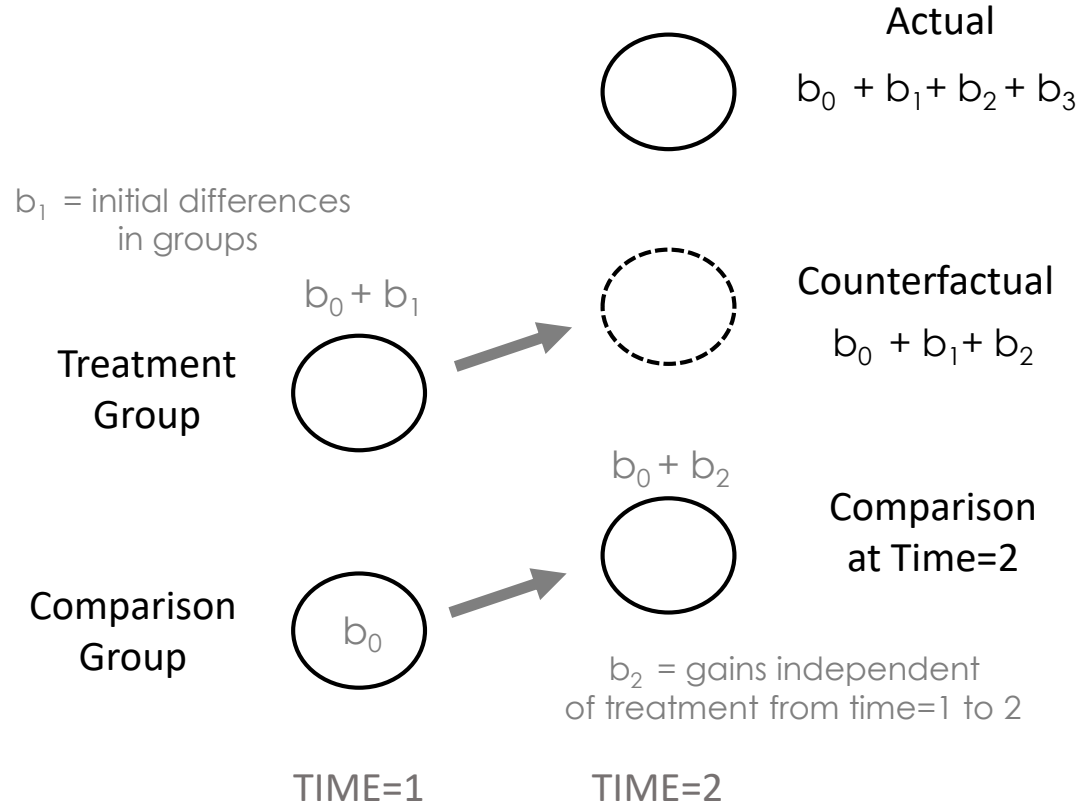 Actual
b₀ + b₁+ b₂ + b₃
b₁ = initial differences
in groups
b₀ + b₁
Counterfactual
b₀ + b₁+ b₂
Treatment
Group
b₀ + b₂
Comparison
at Time=2
Comparison
Group
b₀
b₂ = gains independent
of treatment from time=1 to 2
TIME=1
TIME=2